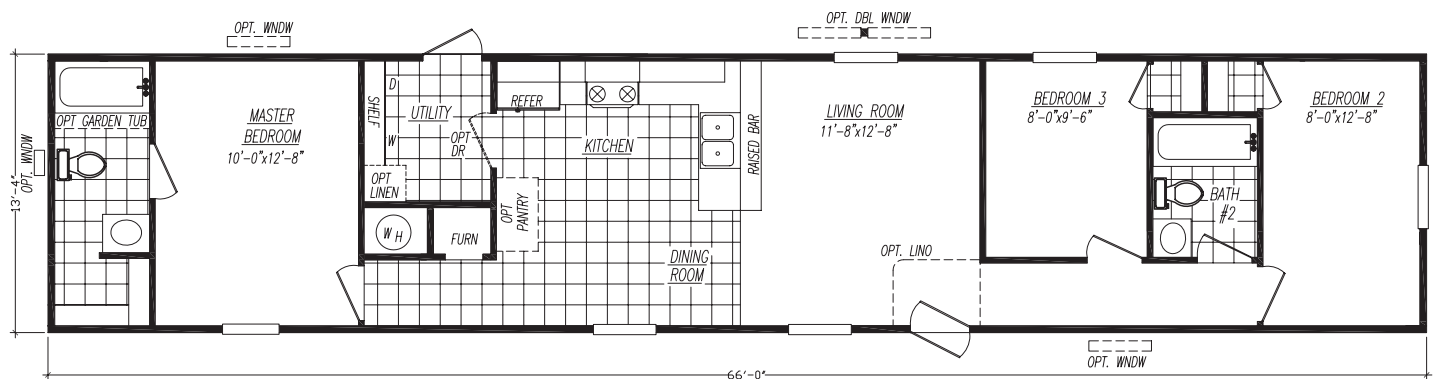 OPT. WNDW
OPT. DBL WNDW
OPT GARDEN TUB
OPT. WNDW
13'-4"
MASTER
BEDROOM
10'-0"x12'-8"
SHELF
D
W
UTILITY
OPT
DR
OPT
LINEN
W H
FURN
REFER
KITCHEN
OPT
PANTRY
DINING
ROOM
RAISED BAR
LIVING ROOM
11'-8"x12'-8"
OPT. LINO
BEDROOM 3
8'-0"x9'-6"
BATH
#2
BEDROOM 2
8'-0"x12'-8"
OPT. WNDW
66'-0"